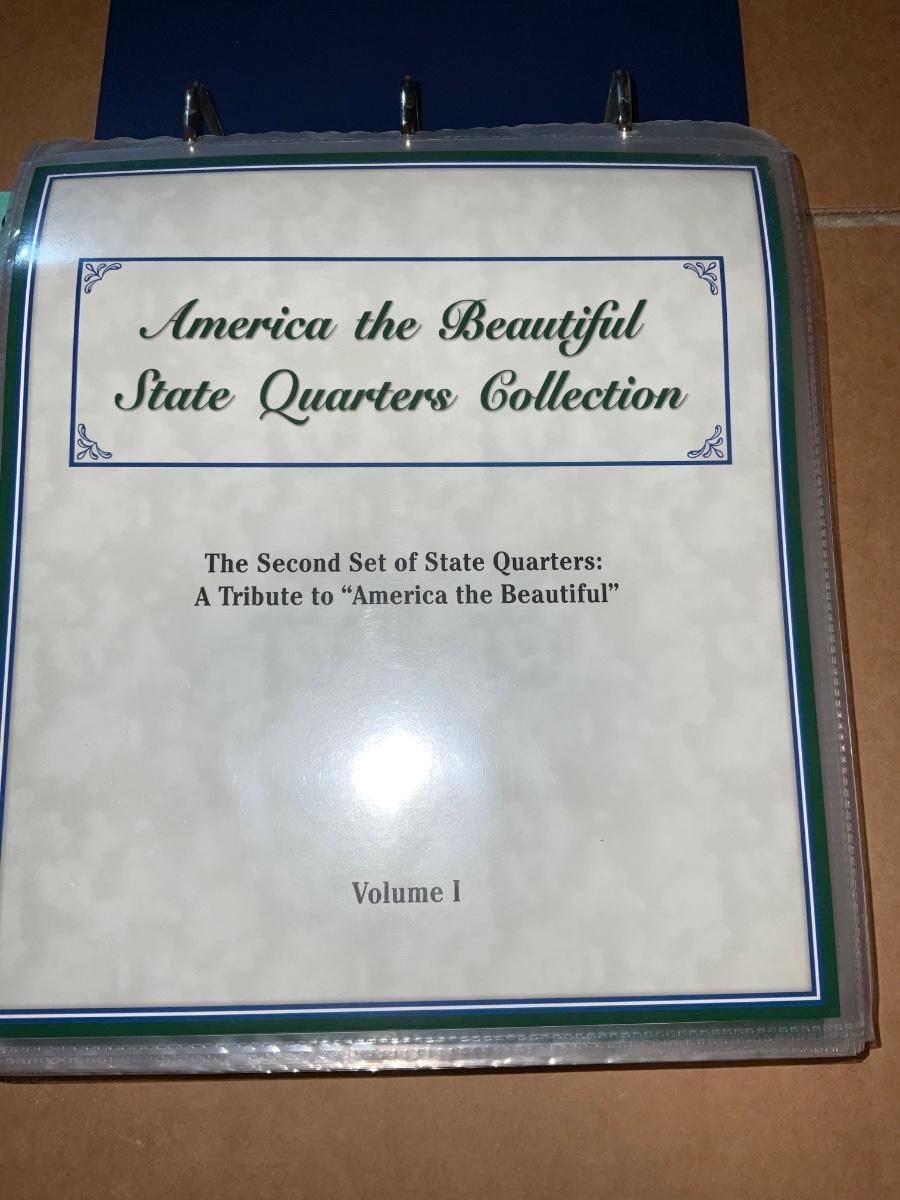 America the Beautiful
State Quarters Collection
The Second Set of State Quarters:
A Tribute to “America the Beautiful”
Volume I